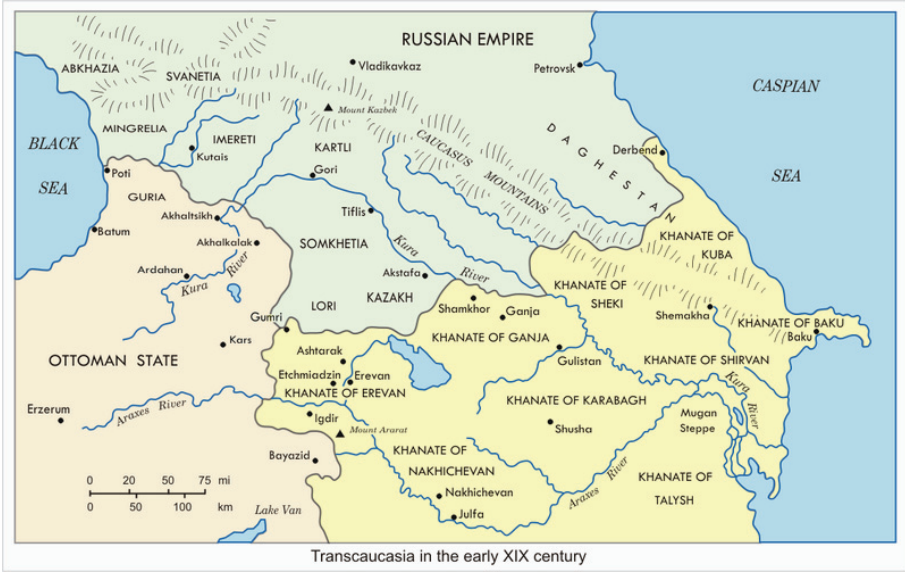 RUSSIAN EMPIRE
ABKHAZIA
SVANETIA
Vladikavkaz
Petrovsk
CASPIAN
SEA
Mount Kazbek
BLACK
SEA
MINGRELIA
IMERETI
Kutais
KARTLI
Gori
CAUCASUS
MOUNTAINS
DAGHESTAN
Derbend
Poti
GURIA
Akhaltsikh
Tiflis
Batum
Akhalkalak
SOMKHETIA
Kura
River
KHANATE OF
KUBA
Ardahan
Kura
River
Akstafa
KHANATE OF
SHEKI
LORI
KAZAKH
Shamkhor
Ganja
Shemakha
Gumri
KHANATE OF BAKU
Baku
Kars
KHANATE OF GANJA
OTTOMAN STATE
Ashtarak
Gulistan
KHANATE OF SHIRVAN
Etchmiadzin
Erevan
KHANATE OF EREVAN
Kura
River
Erzerum
Araxes River
Igdir
KHANATE OF KARABAGH
Mugan
Steppe
Mount Ararat
Shusha
Bayazid
KHANATE OF
NAKHICHEVAN
Araxes River
KHANATE OF
TALYSH
0 20 50 75 mi
0 50 100 km
Nakhichevan
Julfa
Lake Van
Transcaucasia in the early XIX century